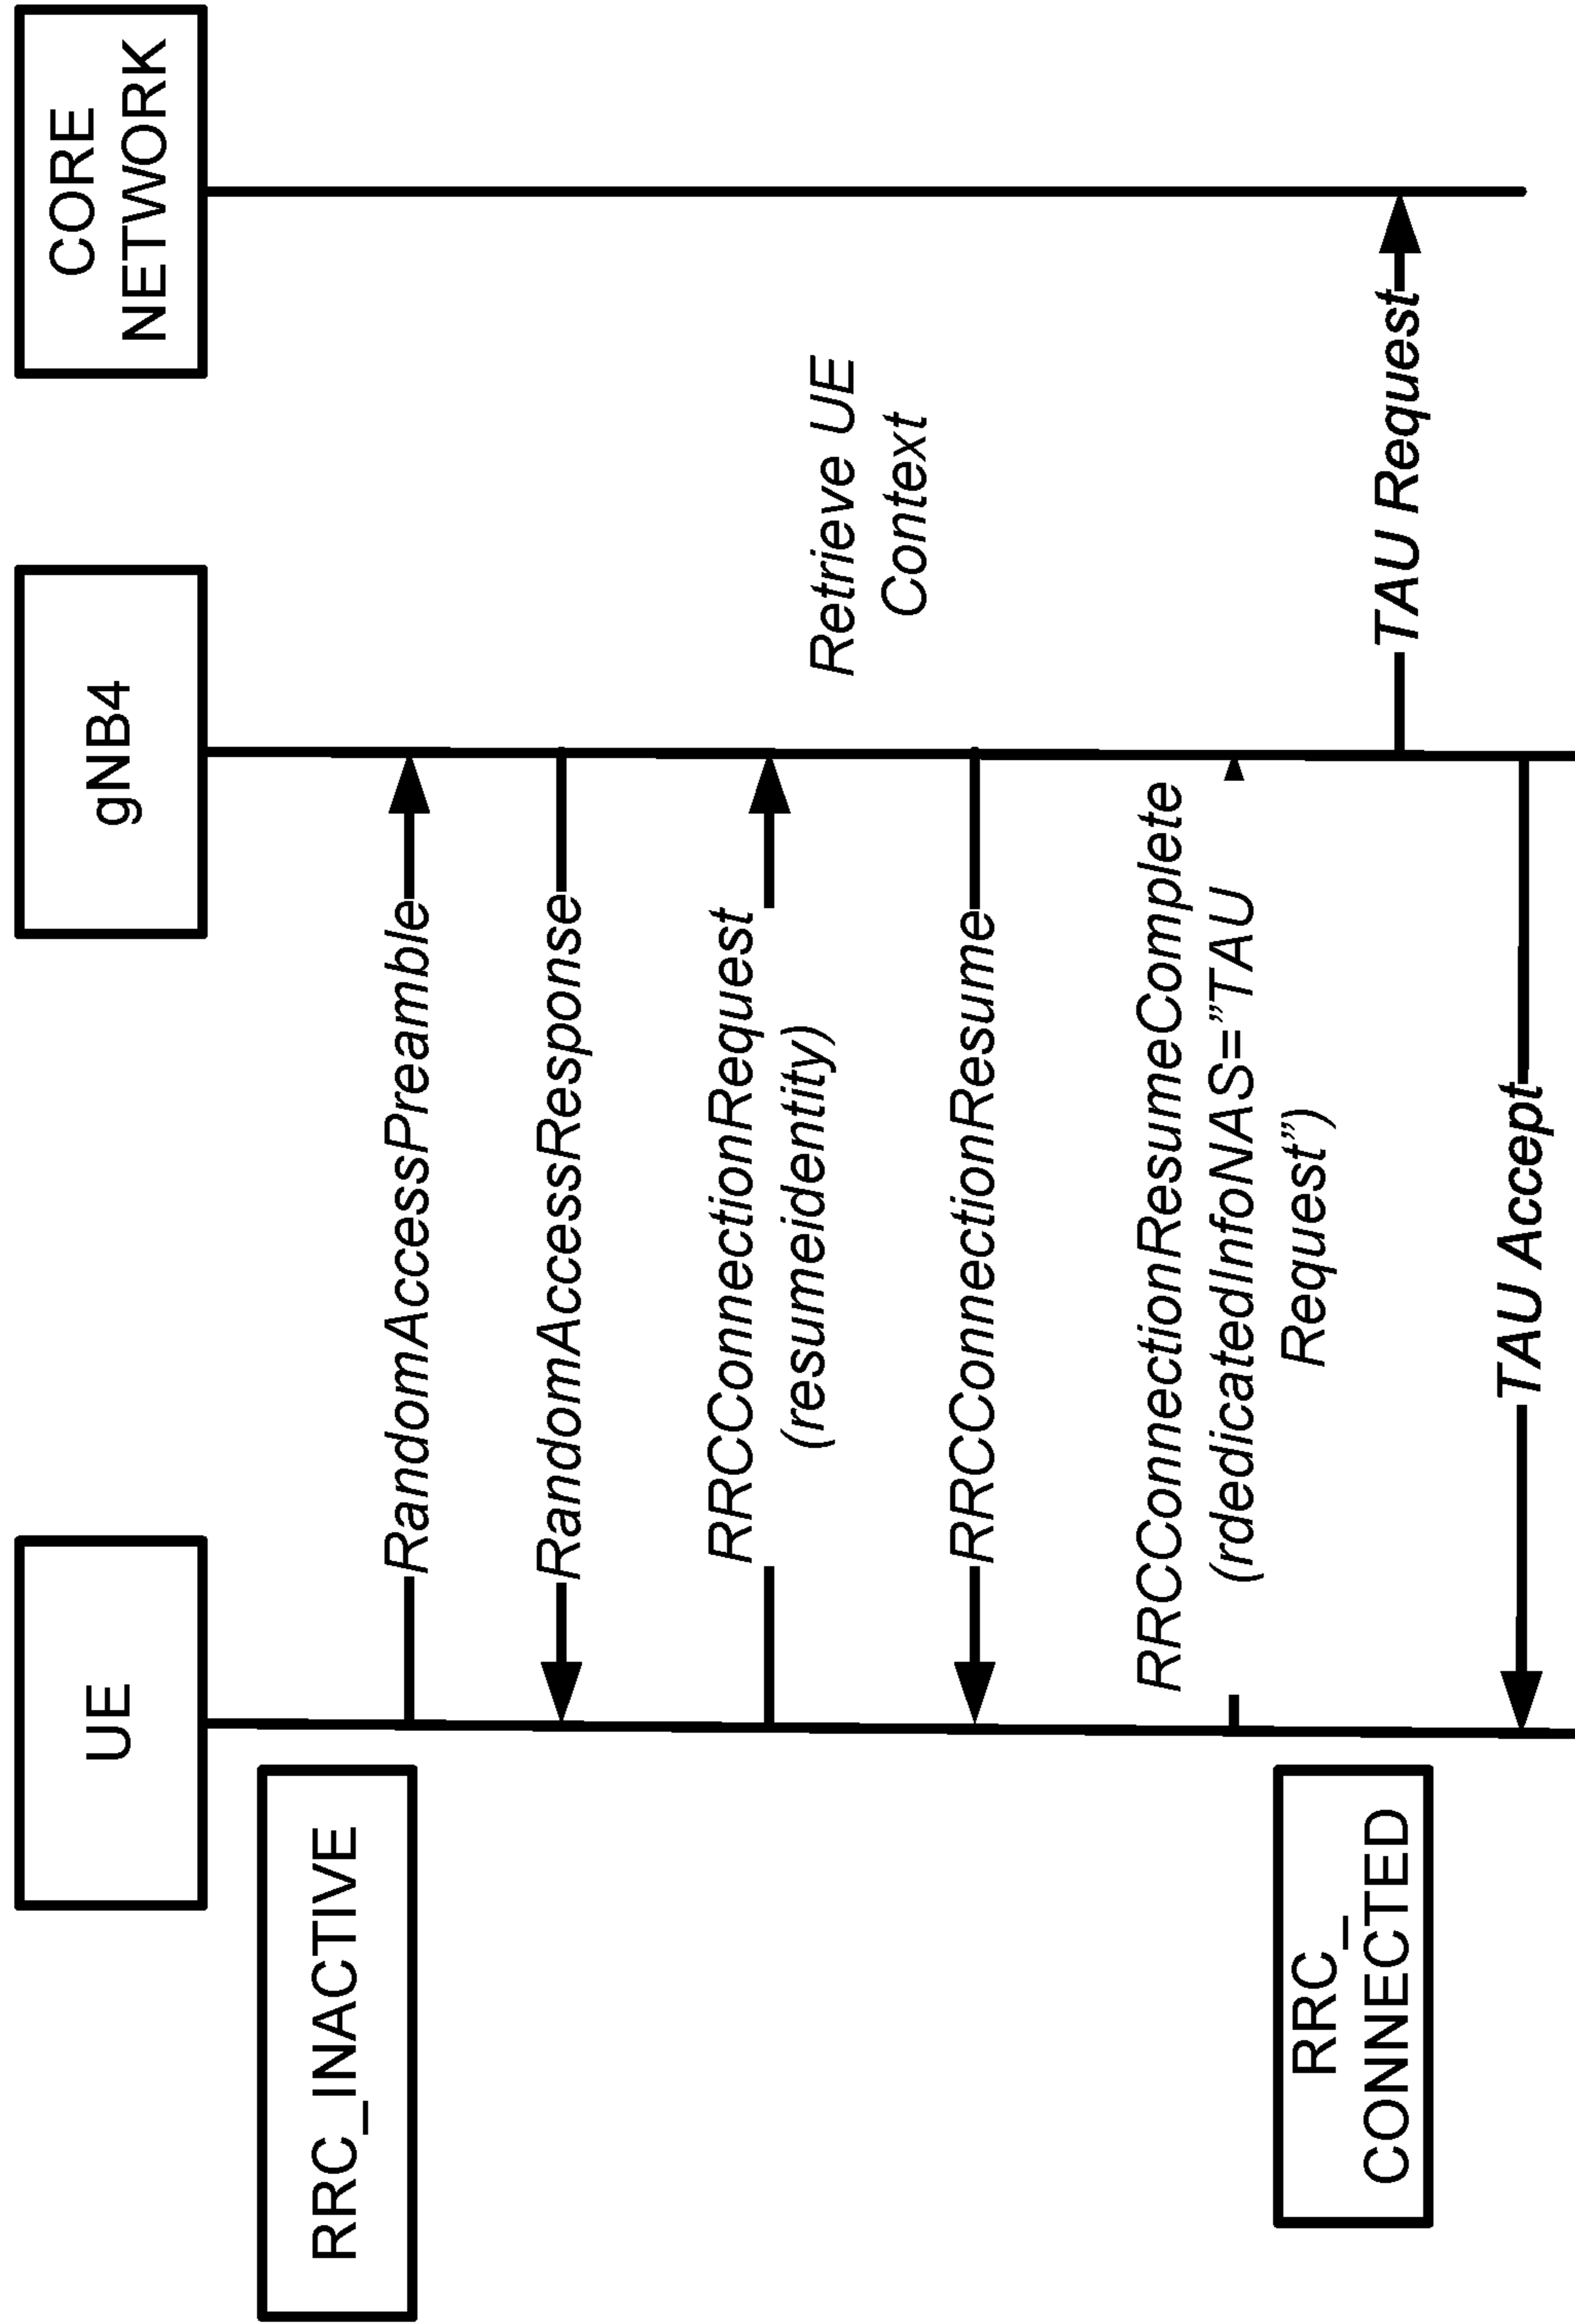 UE
gNB4
CORE
NETWORK
RRC_INACTIVE
RandomAccessPreamble
RandomAccessResponse
RRCConnectionRequest
(resumeidentity)
Retrieve UE
Context
RRCConnectionResume
RRCConnectionResumeComplete
(rdedicatedInfoNAS=”TAU
Request”)
RRC_
CONNECTED
TAU Request
TAU Accept